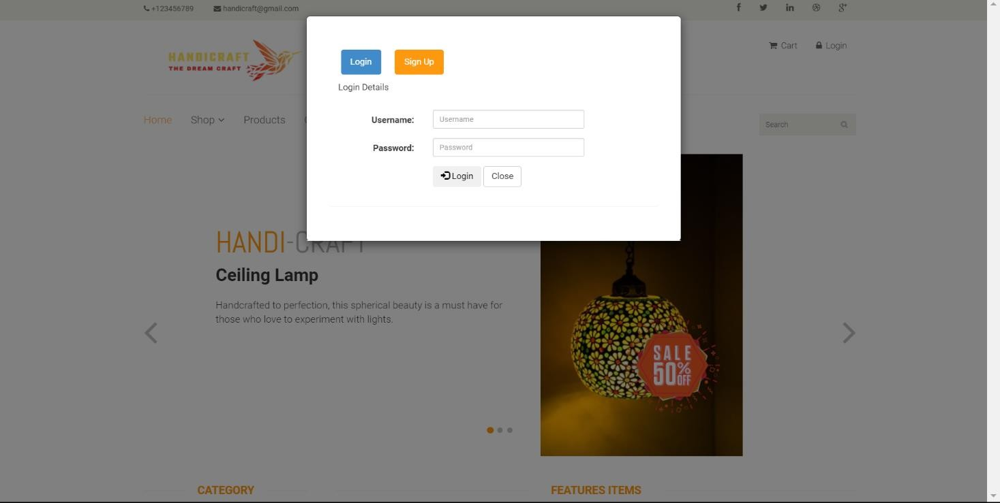 +123456789 handicraft@gmail.com
HANDICRAFT
THE DREAM CRAFT
Cart Login
Login Sign Up
Login Details
Username: Username
Password: Password
Login Close
Home Shop Products
Search
HANDI-CRAFT
Ceiling Lamp
Handcrafted to perfection, this spherical beauty is a must have for
those who love to experiment with lights.
SALE
50%
OFF
CATEGORY
FEATURES ITEMS